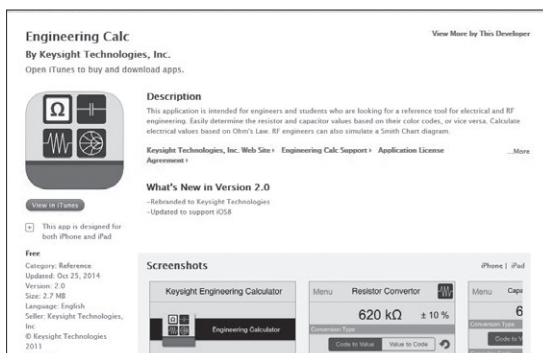 Engineering Calc
View More by This Developer
By Keysight Technologies, Inc.
Open iTunes to buy and download apps.
Ω
View in iTunes
+ This app is designed for
both iPhone and iPad
Free
Category: Reference
Updated: Oct 25, 2014
Version: 2.0
Size: 2.7 MB
Language: English
Seller: Keysight Technologies,
Inc
© Keysight Technologies
2011
Description
This application is intended for engineers and students who are looking for a reference tool for electrical and RF
engineering. Easily determine the resistor and capacitor values based on their color codes, or vice versa. Calculate
electrical values based on Ohm's Law. RF engineers can also simulate a Smith Chart diagram.
Keysight Technologies, Inc. Web Site › Engineering Calc Support › Application License ...More
Agreement ›
What's New in Version 2.0
-Rebranded to Keysight Technologies
-Updated to support iOS8
Screenshots
iPhone | iPad
Keysight Engineering Calculator
Engineering Calculator
Menu Resistor Convertor
620 kΩ ± 10 %
Conversion Type
Code to Value Value to Code
Menu Capa
6
Conversion Type
Code to V